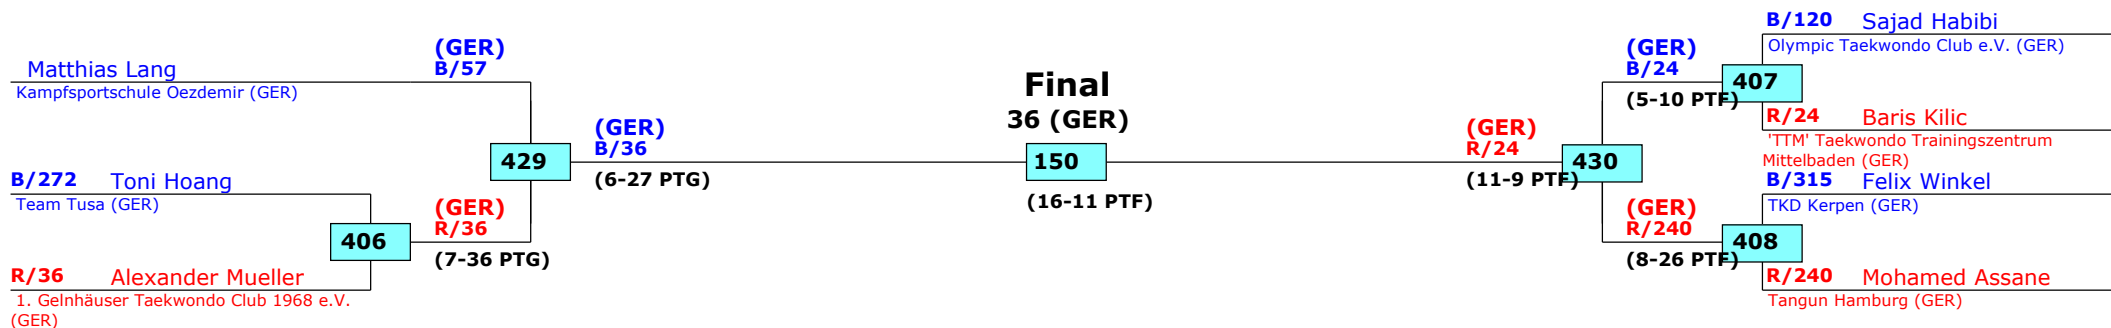 Matthias Lang
Kampfsportschule Oezdemir (GER)
(GER)
B/57
B/272 Toni Hoang
Team Tusa (GER)
406
R/36 Alexander Mueller
1. Gelnhäuser Taekwondo Club 1968 e.V.
(GER)
(GER)
R/36
(7-36 PTG)
429
(GER)
B/36
(6-27 PTG)
Final
36 (GER)
150
(16-11 PTF)
(GER)
R/24
(11-9 PTF)
430
(GER)
B/24
(5-10 PTF)
407
B/120 Sajad Habibi
Olympic Taekwondo Club e.V. (GER)
R/24 Baris Kilic
'TTM' Taekwondo Trainingszentrum
Mittelbaden (GER)
(GER)
R/240
(8-26 PTF)
408
B/315 Felix Winkel
TKD Kerpen (GER)
R/240 Mohamed Assane
Tangun Hamburg (GER)